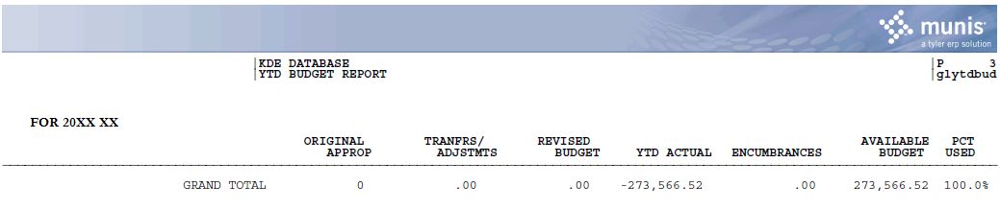 munis
a tyler erp solution
KDE DATABASE P 3
YTD BUDGET REPORT glytdbud
FOR 20XX XX
ORIGINAL TRANFRS/ REVISED AVAILABLE PCT
APPROP ADJSTMTS BUDGET YTD ACTUAL ENCUMBRANCES BUDGET USED
GRAND TOTAL 0 .00 .00 -273,566.52 .00 273,566.52 100.0%